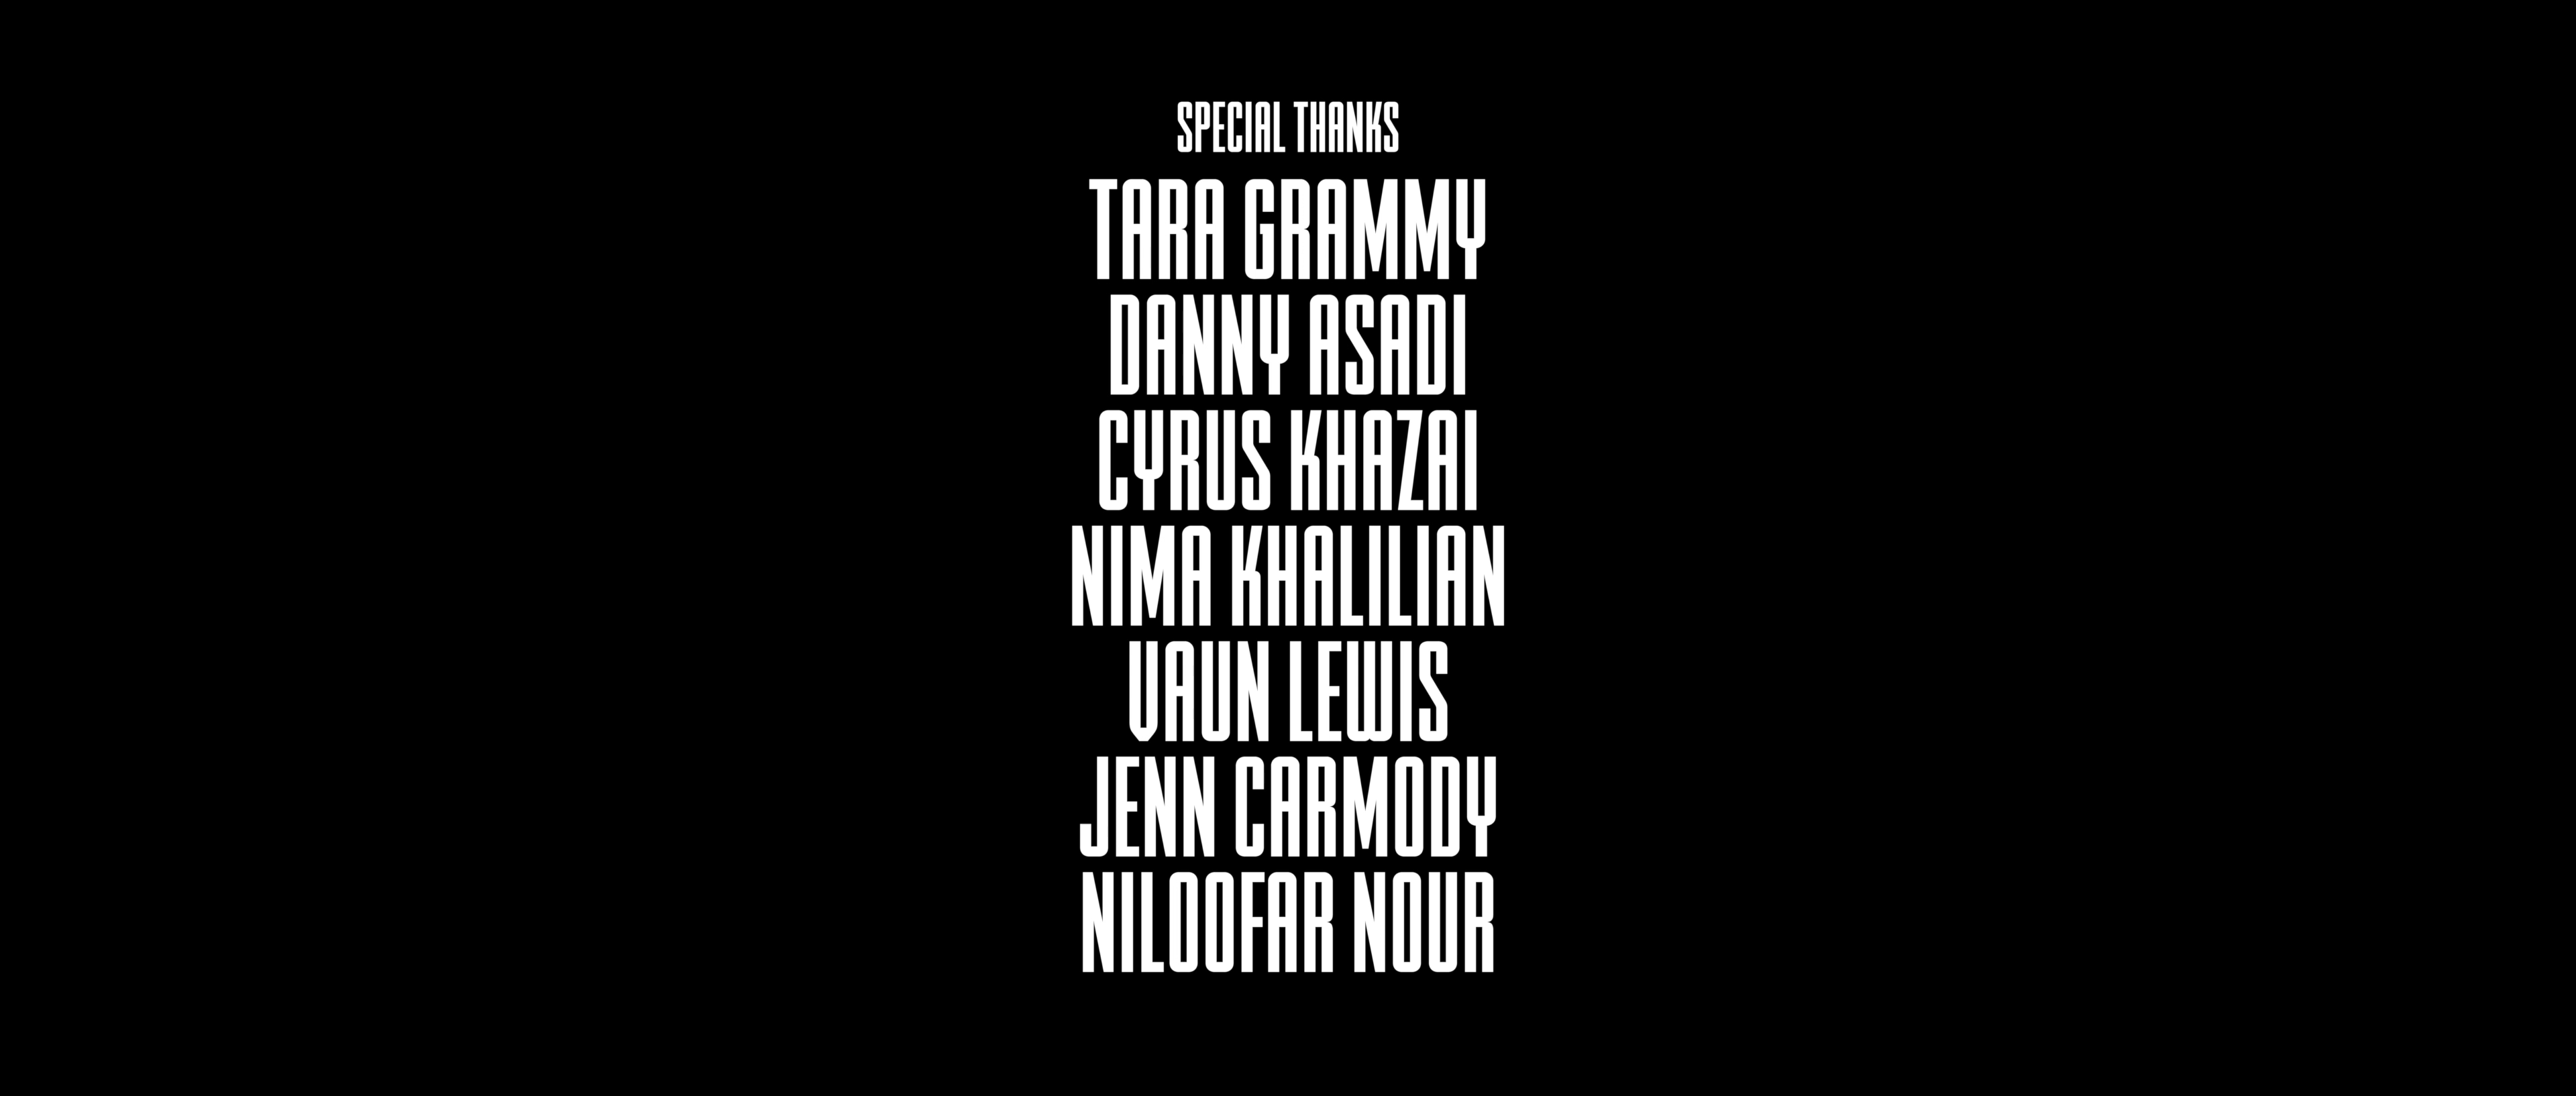 SPECIAL THANKS
TARA GRAMMY
DANNY ASADI
CYRUS KHAZAI
NIMA KHALILIAN
VAUN LEWIS
JENN CARMODY
NILOOFAR NOUR